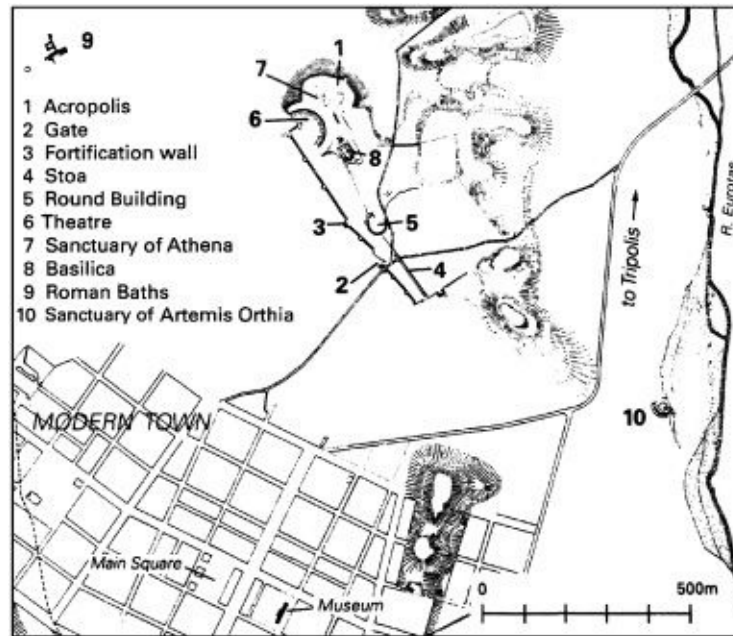 9
1
7
6
8
5
3
4
2
1 Acropolis
2 Gate
3 Fortification wall
4 Stoa
5 Round Building
6 Theatre
7 Sanctuary of Athena
8 Basilica
9 Roman Baths
10 Sanctuary of Artemis Orthia
R. Eurotas
to Tripolis
10
MODERN TOWN
Main Square
Museum
0 500m